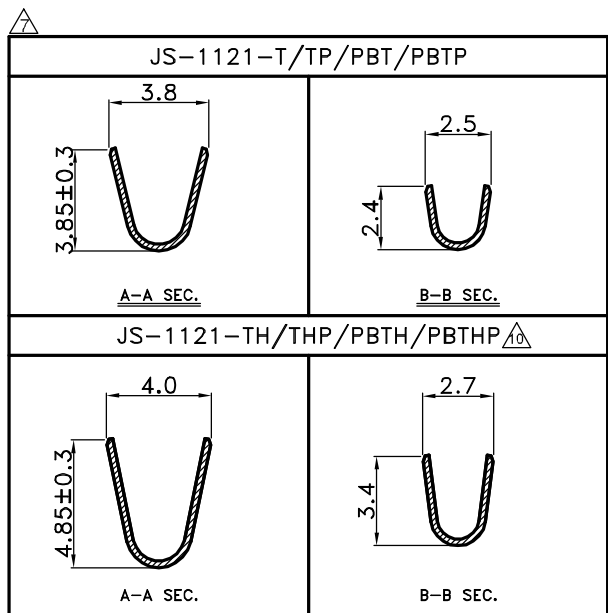 7
JS-1121-T/TP/PBT/PBTP
3.8
3.85±0.3
A-A SEC.
2.5
2.4
B-B SEC.
JS-1121-TH/THP/PBTH/PBTHP 10
4.0
4.85±0.3
A-A SEC.
2.7
3.4
B-B SEC.